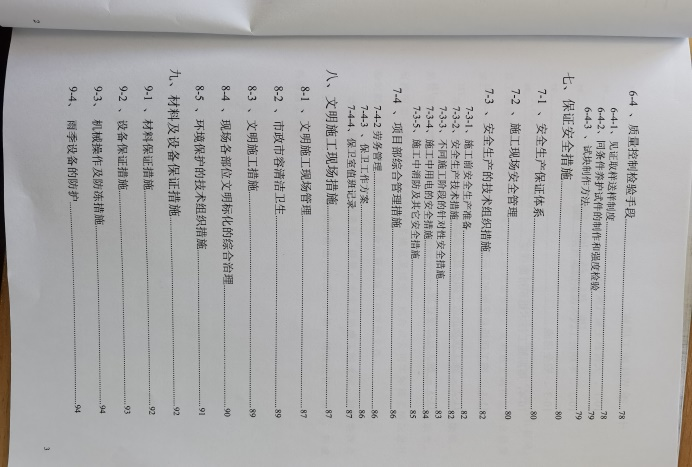 2
6-4 、质量控制检验手段........78
6-4-1、见证取样送样制度........78
6-4-2、同条件养护试件的制作和强度检验........79
6-4-3 、试块制作方法........79
七、保证安全措施........80
7-1 、安全生产保证体系........80
7-2 、施工现场安全管理........80
7-3 、安全生产的技术组织措施........82
7-3-1、施工前安全生产准备........82
7-3-2、安全生产技术措施........82
7-3-3、不同施工阶段的针对性安全措施........83
7-3-4、施工中用电的安全措施........84
7-3-5、施工中消防及其它安全措施........85
7-4 、项目部综合管理措施........86
7-4-2劳务管理........86
7-4-3 、保卫工作方案........86
7-4-4、保卫室值班记录........87
八、文明施工现场措施........87
8-1 、文明施工现场管理........87
8-2 、市政市容清洁卫生........89
8-3 、文明施工措施........89
8-4 、现场各部位文明标化的综合治理........90
8-5 、环境保护的技术组织措施........91
九、材料及设备保证措施........92
9-1 、材料保证措施........92
9-2 、设备保证措施........93
9-3、机械操作及防冻措施........94
9-4、雨季设备的防护........94
3